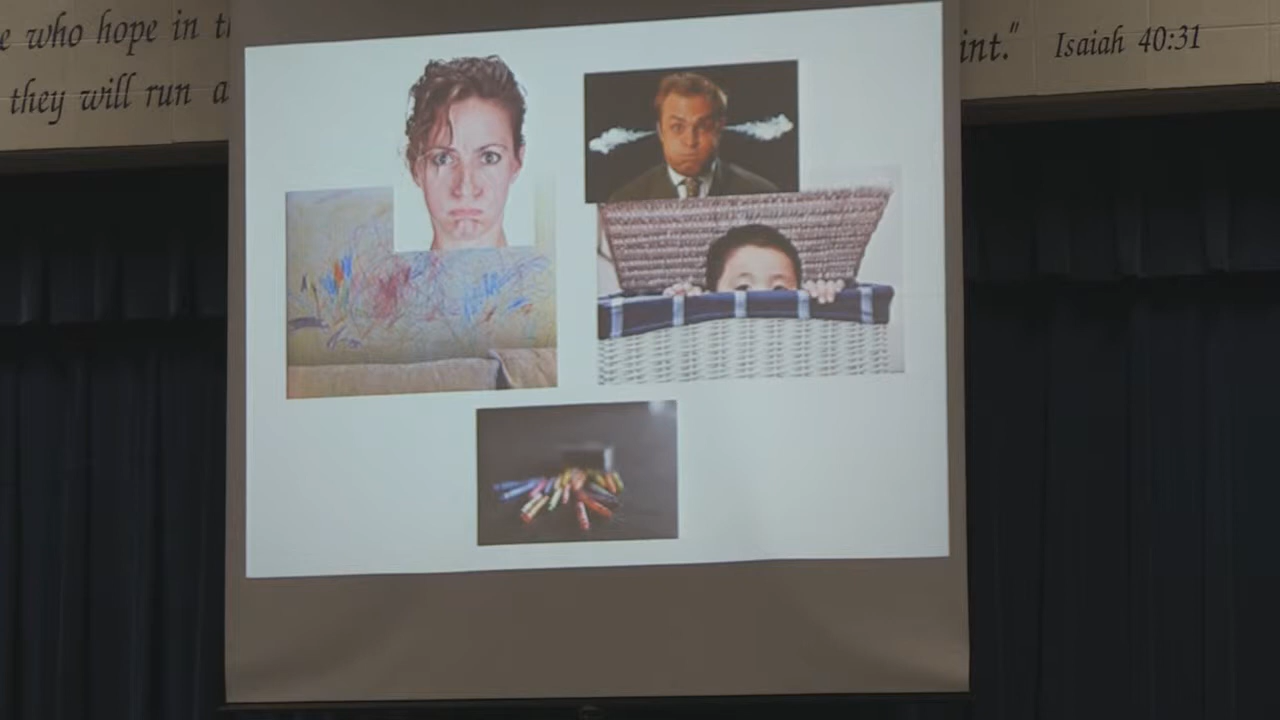 who hope in
int." Isaiah 40:31
they will run a